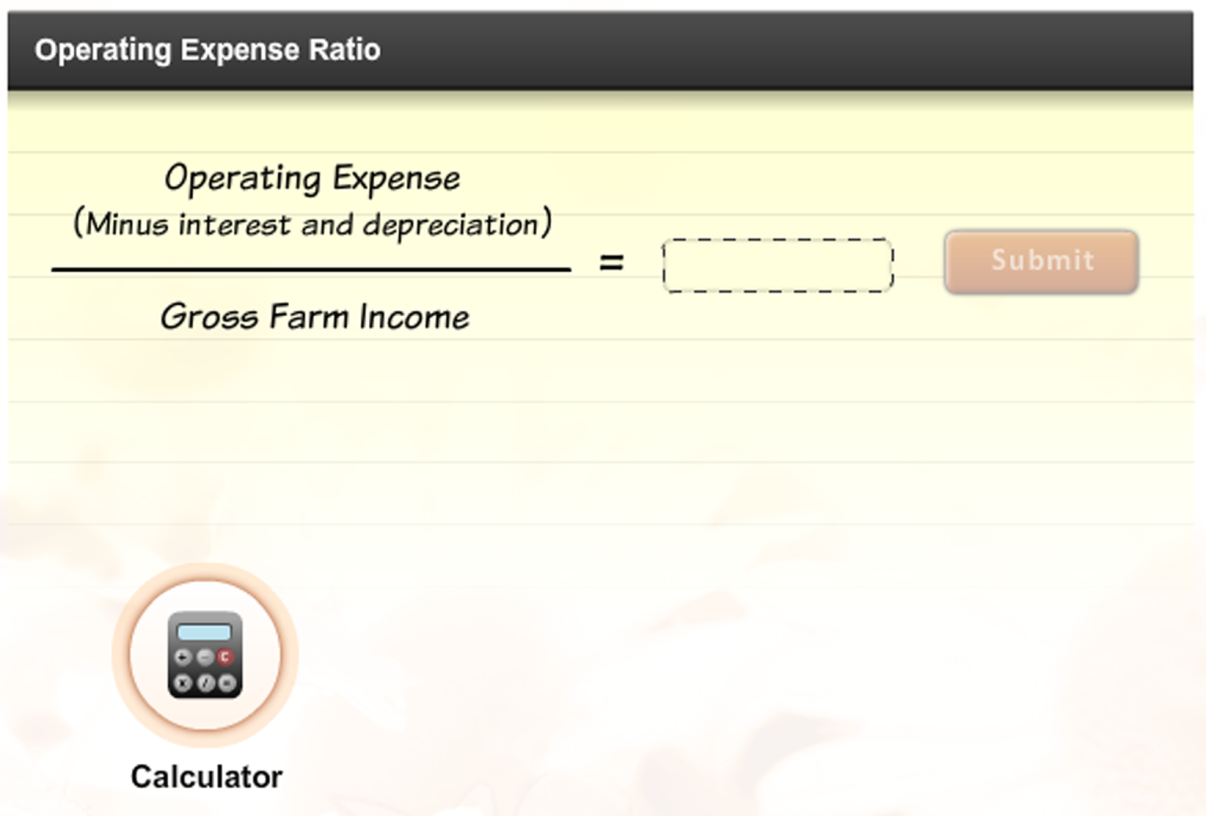 Operating Expense Ratio
Operating Expense
(Minus interest and depreciation)
=
Submit
Gross Farm Income
+ - C
x / =
Calculator